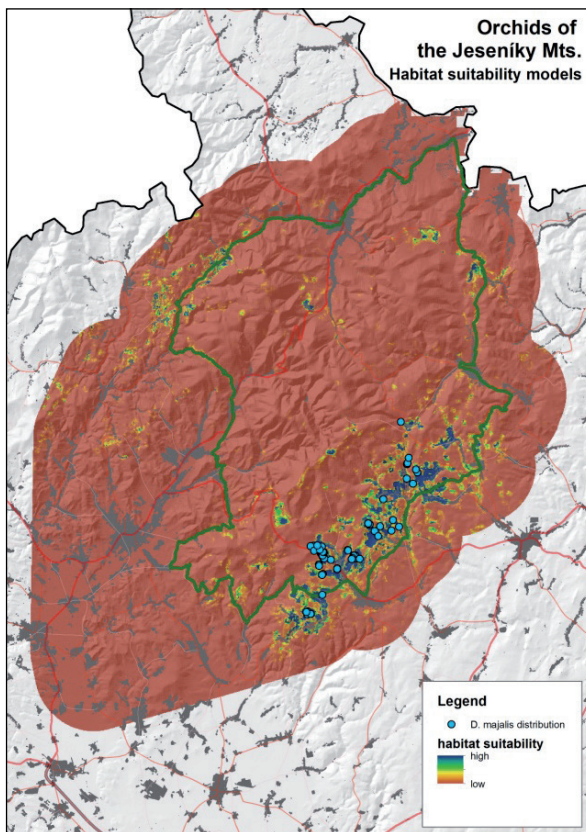 Orchids of
the Jeseníky Mts.
Habitat suitability models
Legend
D. majalis distribution
habitat suitability
high
low